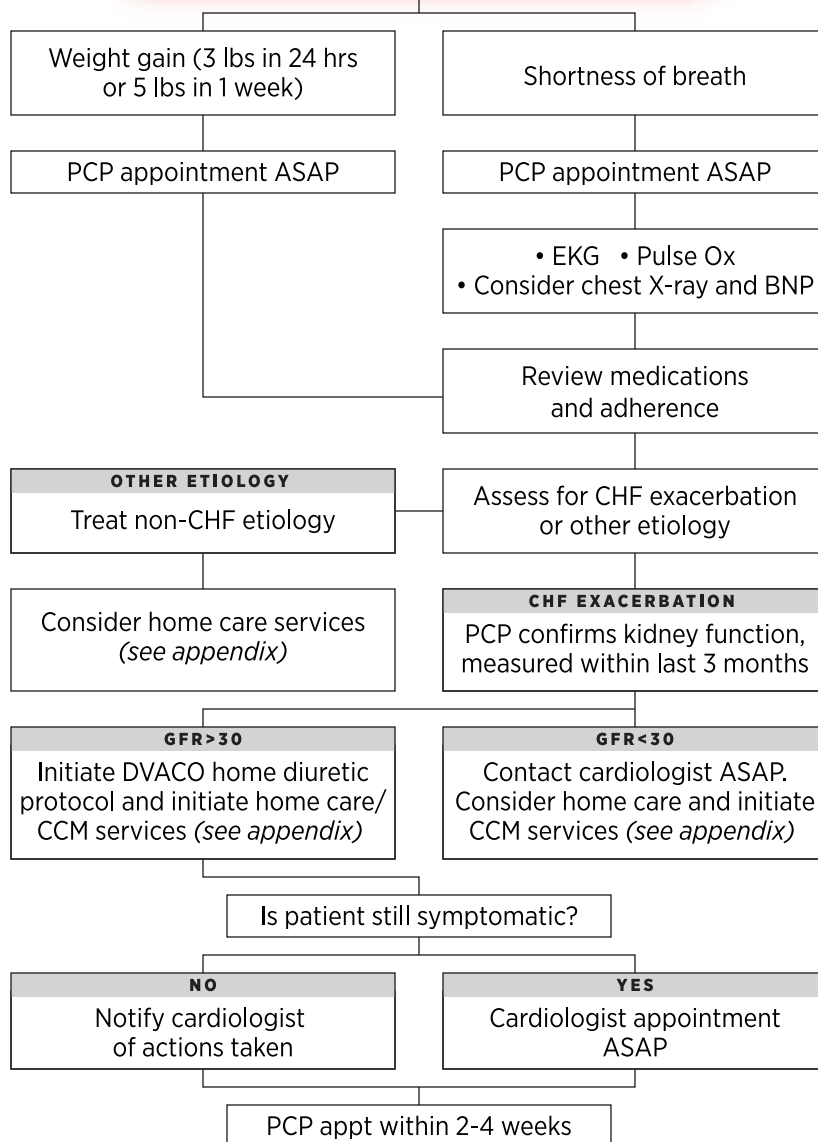 Weight gain (3 lbs in 24 hrs
or 5 lbs in 1 week)
Shortness of breath
PCP appointment ASAP
PCP appointment ASAP
• EKG • Pulse Ox
• Consider chest X-ray and BNP
Review medications
and adherence
OTHER ETIOLOGY
Treat non-CHF etiology
Assess for CHF exacerbation
or other etiology
Consider home care services
(see appendix)
CHF EXACERBATION
PCP confirms kidney function,
measured within last 3 months
GFR>30
Initiate DVACO home diuretic
protocol and initiate home care/
CCM services (see appendix)
GFR<30
Contact cardiologist ASAP.
Consider home care and initiate
CCM services (see appendix)
Is patient still symptomatic?
NO
Notify cardiologist
of actions taken
YES
Cardiologist appointment
ASAP
PCP appt within 2-4 weeks